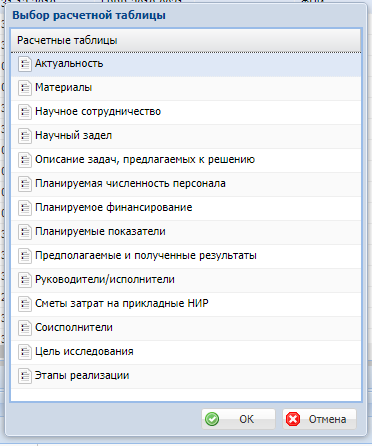 Выбор расчетной таблицы
Расчетные таблицы
Актуальность
Материалы
Научное сотрудничество
Научный задел
Описание задач, предлагаемых к решению
Планируемая численность персонала
Планируемое финансирование
Планируемые показатели
Предполагаемые и полученные результаты
Руководители/исполнители
Сметы затрат на прикладные НИР
Соисполнители
Цель исследования
Этапы реализации
ОК
Отмена